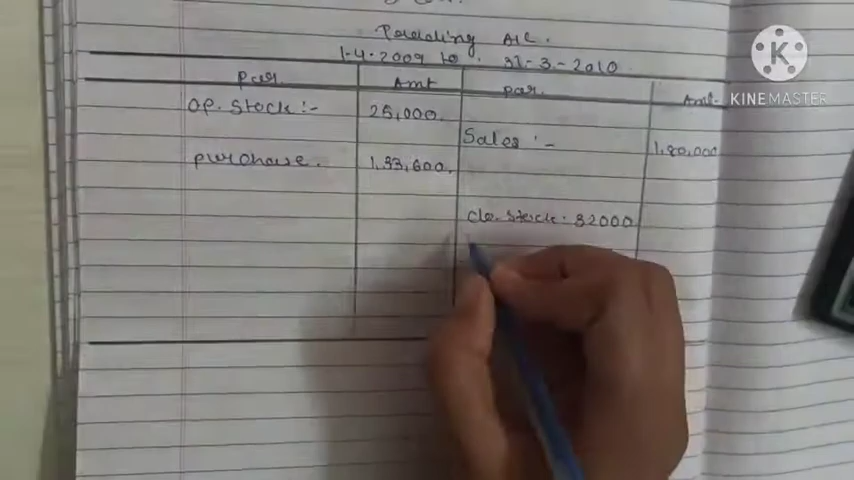 Trading A/C.
1-4-2009 to. 31-3-2010
par. Amt par. Amt.
OP. Stock :- 25,000.
Sales :- 1,80,000
purchase. 1,33,600.
Clo. Stock. 32000
KINEMASTER